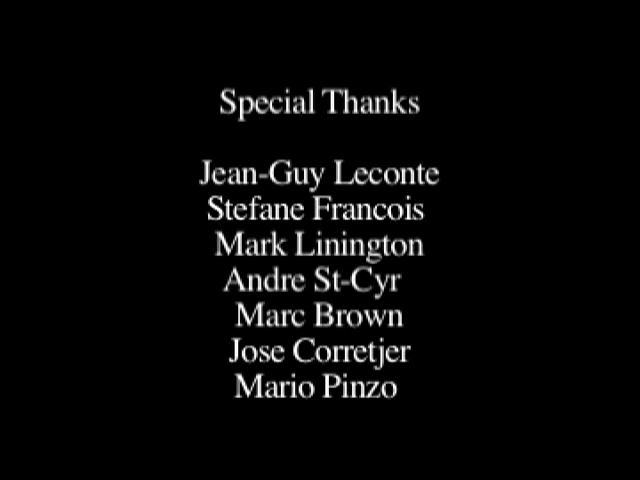 Special Thanks
Jean-Guy Leconte
Stefane Francois
Mark Linington
Andre St-Cyr
Marc Brown
Jose Corretjer
Mario Pinzo